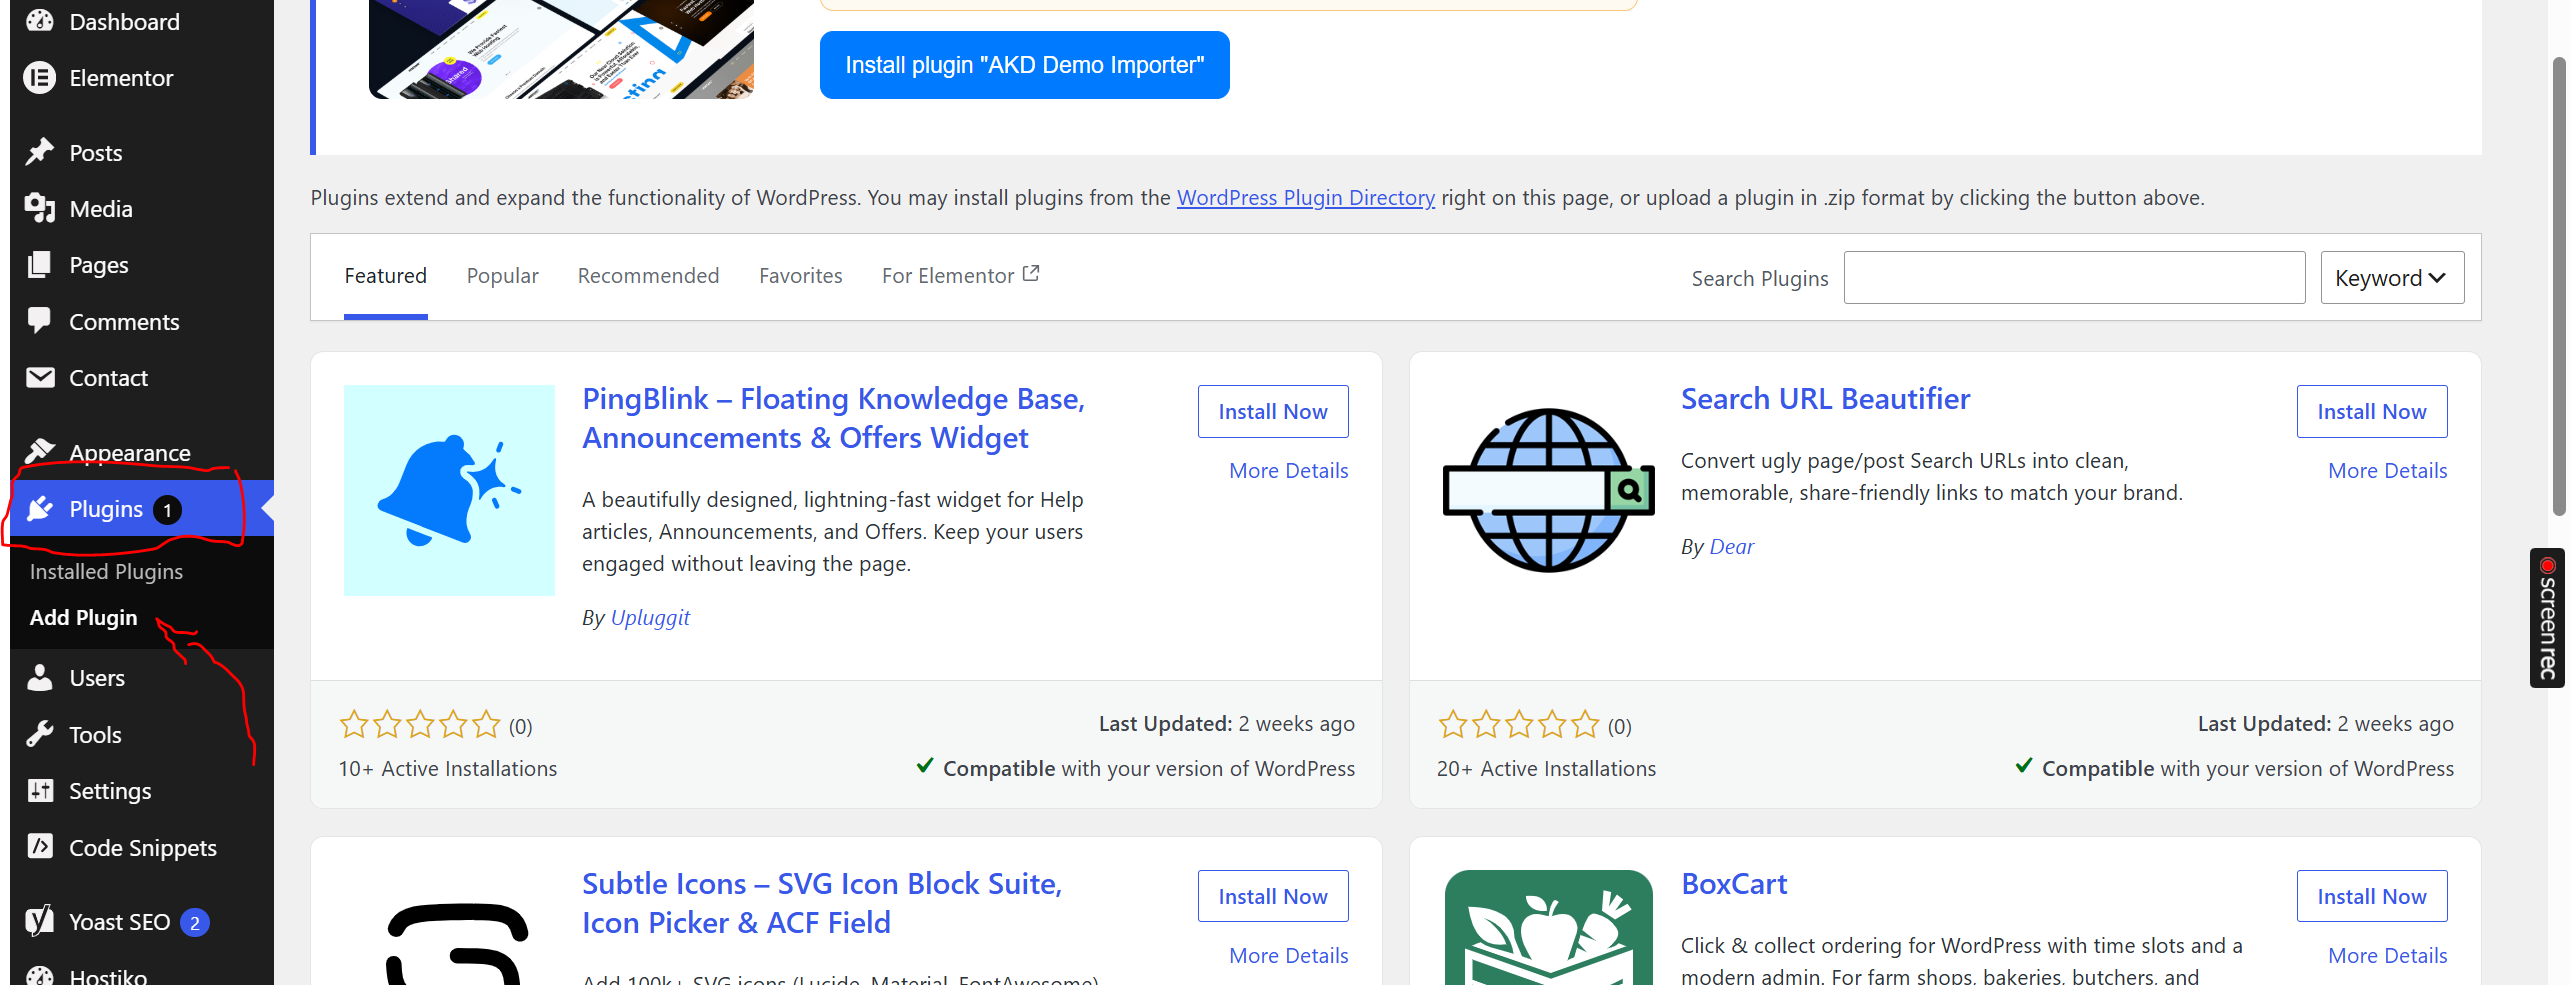 Dashboard
Elementor
Posts
Media
Pages
Comments
Contact
Appearance
Plugins 1
Installed Plugins
Add Plugin
Users
Tools
Settings
Code Snippets
Yoast SEO 2
Hostiko
Install plugin "AKD Demo Importer"
Plugins extend and expand the functionality of WordPress. You may install plugins from the WordPress Plugin Directory right on this page, or upload a plugin in .zip format by clicking the button above.
Featured Popular Recommended Favorites For Elementor
Search Plugins Keyword
PingBlink – Floating Knowledge Base,
Announcements & Offers Widget
Install Now
More Details
A beautifully designed, lightning-fast widget for Help
articles, Announcements, and Offers. Keep your users
engaged without leaving the page.
By Upluggit
(0)
Last Updated: 2 weeks ago
10+ Active Installations
Compatible with your version of WordPress
Search URL Beautifier
Install Now
More Details
Convert ugly page/post Search URLs into clean,
memorable, share-friendly links to match your brand.
By Dear
(0)
Last Updated: 2 weeks ago
20+ Active Installations
Compatible with your version of WordPress
Subtle Icons – SVG Icon Block Suite,
Icon Picker & ACF Field
Install Now
More Details
Add 100k+ SVG icons (Lucide, Material, FontAwesome)
BoxCart
Install Now
More Details
Click & collect ordering for WordPress with time slots and a
modern admin. For farm shops, bakeries, butchers, and
screenrec